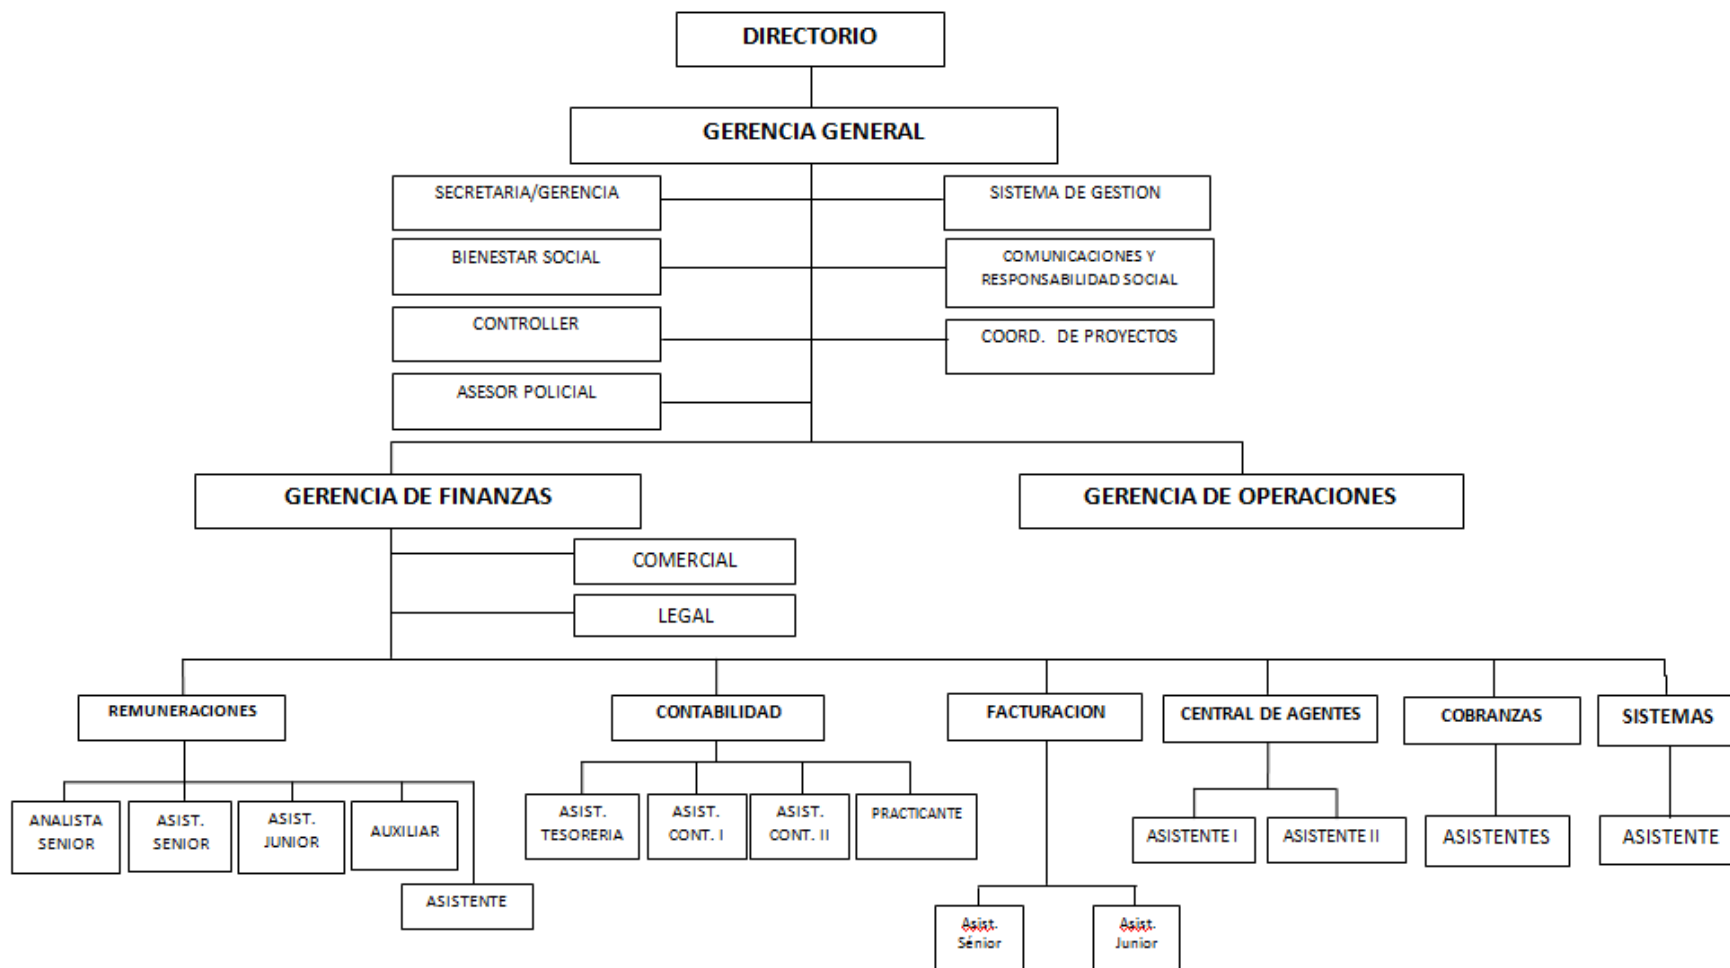 DIRECTORIO
GERENCIA GENERAL
SECRETARIA/GERENCIA
SISTEMA DE GESTION
BIENESTAR SOCIAL
COMUNICACIONES Y
RESPONSABILIDAD SOCIAL
CONTROLLER
COORD. DE PROYECTOS
ASESOR POLICIAL
GERENCIA DE FINANZAS
GERENCIA DE OPERACIONES
COMERCIAL
LEGAL
REMUNERACIONES
CONTABILIDAD
FACTURACION
CENTRAL DE AGENTES
COBRANZAS
SISTEMAS
ANALISTA
SENIOR
ASIST.
SENIOR
ASIST.
JUNIOR
AUXILIAR
ASISTENTE
ASIST.
TESORERIA
ASIST.
CONT. I
ASIST.
CONT. II
PRACTICANTE
Asist.
Sénior
Asist.
Junior
ASISTENTE I
ASISTENTE II
ASISTENTES
ASISTENTE